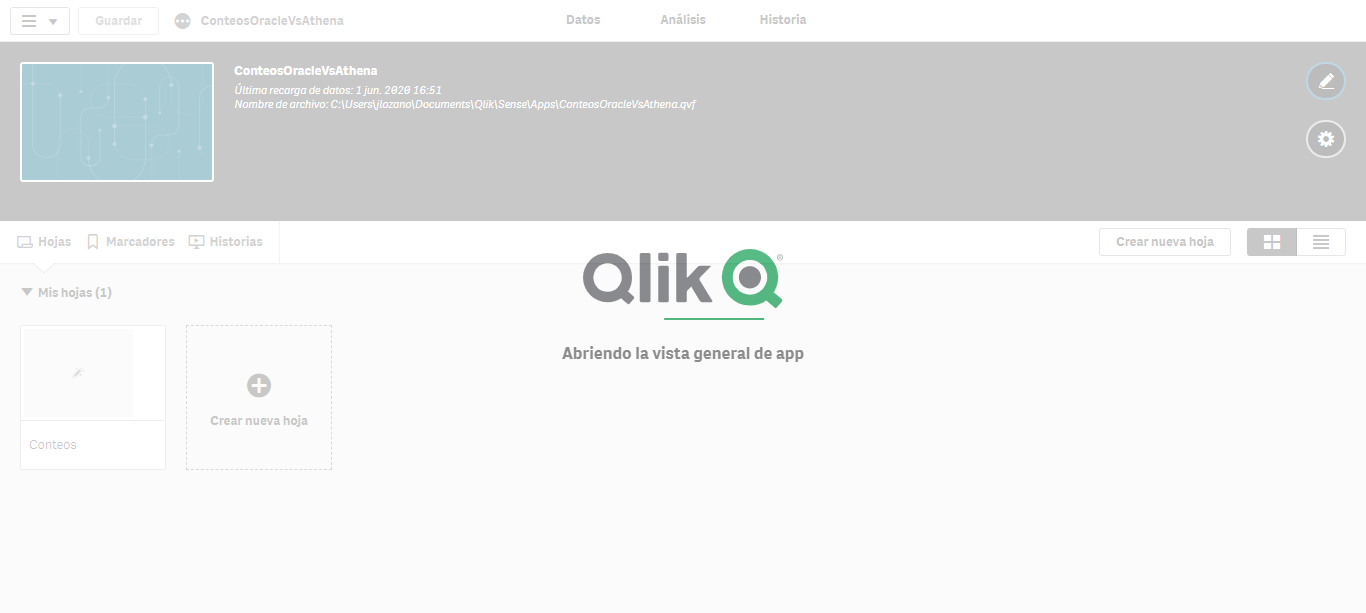 Guardar
ConteosOracleVsAthena
Datos
Análisis
Historia
ConteosOracleVsAthena
Última recarga de datos: 1 jun. 2020 16:51
Nombre de archivo: C:\Users\jlozano\Documents\Qlik\Sense\Apps\ConteosOracleVsAthena.qvf
Hojas
Marcadores
Historias
Crear nueva hoja
Qlik ®
Abriendo la vista general de app
Mis hojas (1)
Crear nueva hoja
Conteos